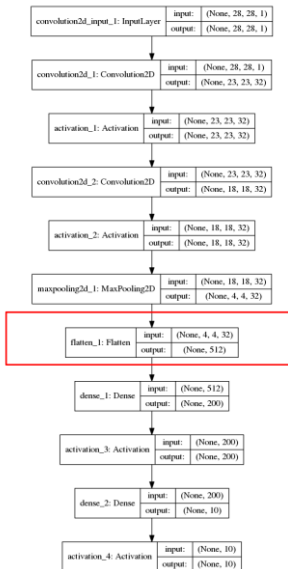 convolution2d_input_1: InputLayer input: (None, 28, 28, 1)
output: (None, 28, 28, 1)
convolution2d_1: Convolution2D input: (None, 28, 28, 1)
output: (None, 23, 23, 32)
activation_1: Activation input: (None, 23, 23, 32)
output: (None, 23, 23, 32)
convolution2d_2: Convolution2D input: (None, 23, 23, 32)
output: (None, 18, 18, 32)
activation_2: Activation input: (None, 18, 18, 32)
output: (None, 18, 18, 32)
maxpooling2d_1: MaxPooling2D input: (None, 18, 18, 32)
output: (None, 4, 4, 32)
flatten_1: Flatten input: (None, 4, 4, 32)
output: (None, 512)
dense_1: Dense input: (None, 512)
output: (None, 200)
activation_3: Activation input: (None, 200)
output: (None, 200)
dense_2: Dense input: (None, 200)
output: (None, 10)
activation_4: Activation input: (None, 10)
output: (None, 10)